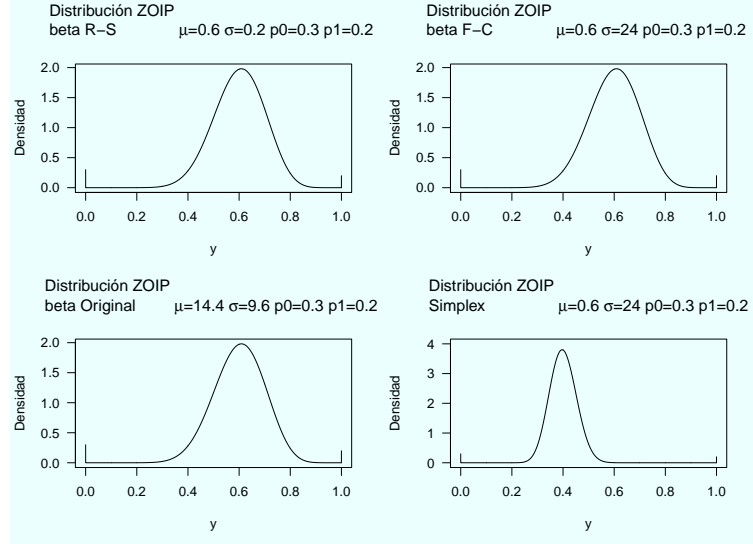 Distribución ZOIP
beta R−S μ=0.6 σ=0.2 p0=0.3 p1=0.2
Densidad
2.0
1.5
1.0
0.5
0.0
0.0 0.2 0.4 0.6 0.8 1.0
y
Distribución ZOIP
beta F−C μ=0.6 σ=24 p0=0.3 p1=0.2
Densidad
2.0
1.5
1.0
0.5
0.0
0.0 0.2 0.4 0.6 0.8 1.0
y
Distribución ZOIP
beta Original μ=14.4 σ=9.6 p0=0.3 p1=0.2
Densidad
2.0
1.5
1.0
0.5
0.0
0.0 0.2 0.4 0.6 0.8 1.0
y
Distribución ZOIP
Simplex μ=0.6 σ=24 p0=0.3 p1=0.2
Densidad
4
3
2
1
0
0.0 0.2 0.4 0.6 0.8 1.0
y